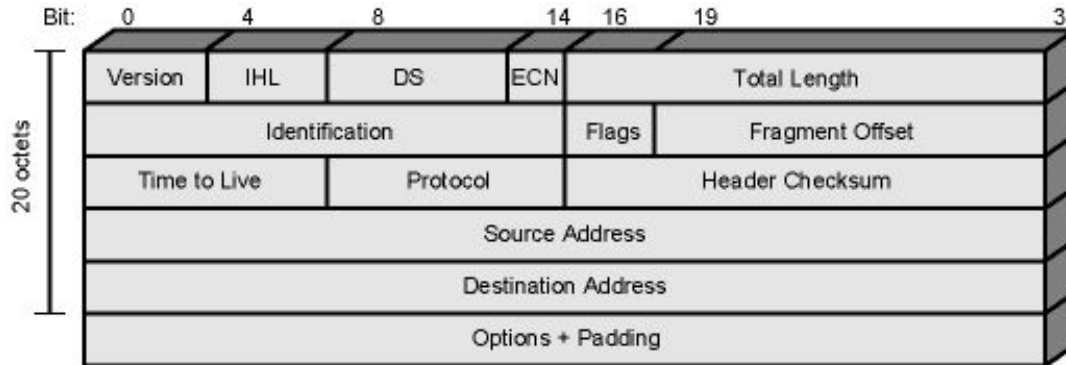 Bit: 0 4 8 14 16 19 3
Version IHL DS ECN Total Length
Identification Flags Fragment Offset
Time to Live Protocol Header Checksum
Source Address
Destination Address
Options + Padding
20 octets